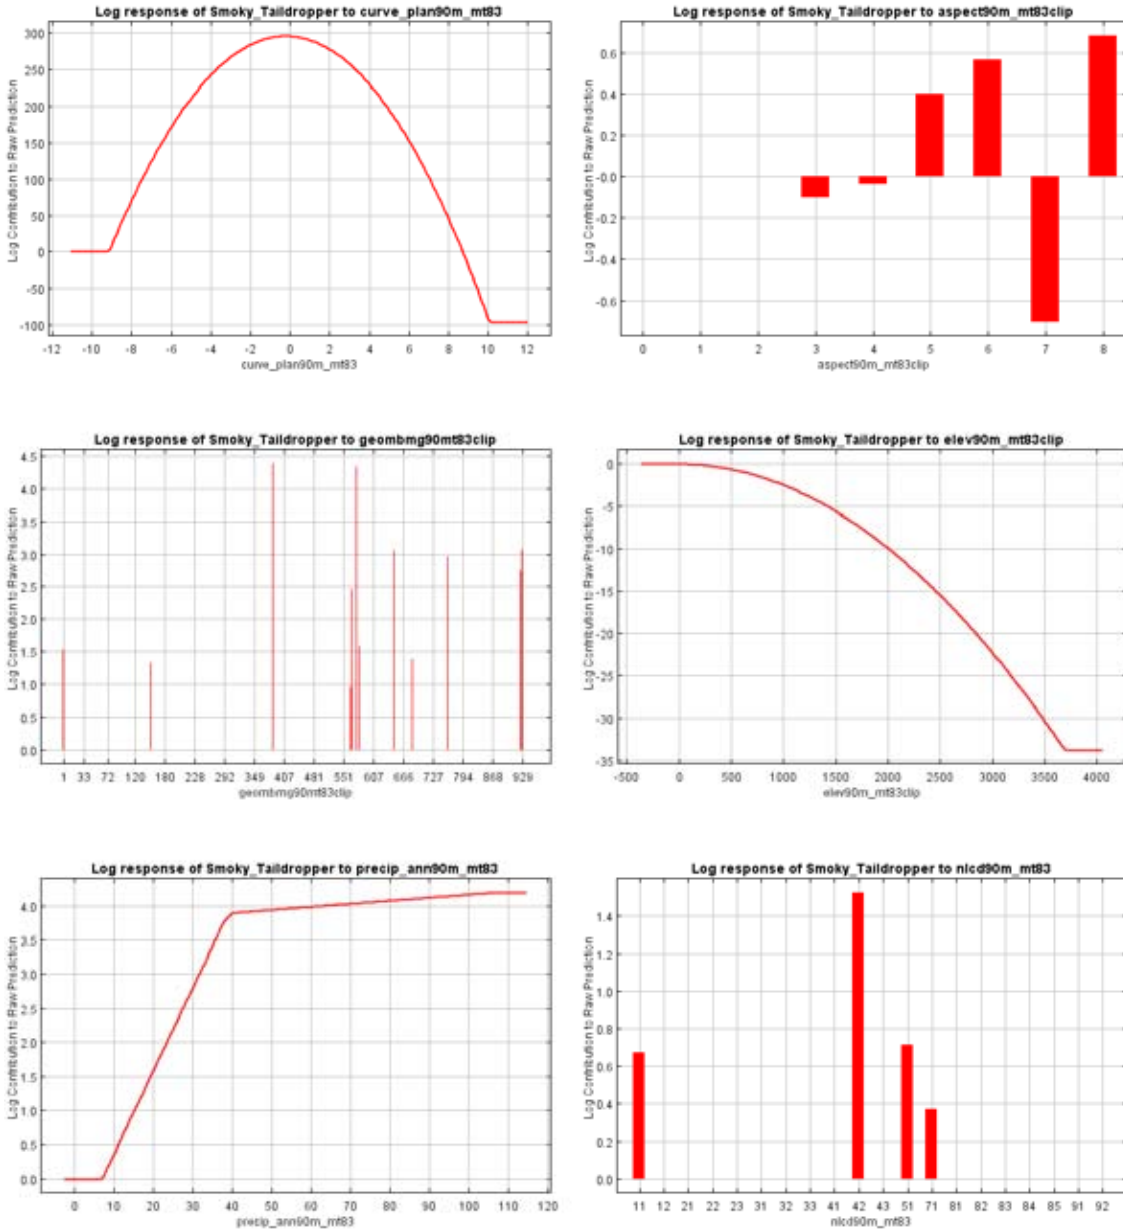 Log response of Smoky_Taildropper to curve_plan90m_mt83
Log Contribution to Raw Prediction
300
250
200
150
100
50
0
-50
-100
-12 -10 -8 -6 -4 -2 0 2 4 6 8 10 12
curve_plan90m_mt83
Log response of Smoky_Taildropper to aspect90m_mt83clip
Log Contribution to Raw Prediction
0.6
0.4
0.2
-0.0
-0.2
-0.4
-0.6
0 1 2 3 4 5 6 7 8
aspect90m_mt83clip
Log response of Smoky_Taildropper to geombmg90mt83clip
Log Contribution to Raw Prediction
4.5
4.0
3.5
3.0
2.5
2.0
1.5
1.0
0.5
0.0
1 33 72 120 180 228 292 349 407 481 551 607 666 727 794 868 929
geombmg90mt83clip
Log response of Smoky_Taildropper to elev90m_mt83clip
Log Contribution to Raw Prediction
0
-5
-10
-15
-20
-25
-30
-35
-500 0 500 1000 1500 2000 2500 3000 3500 4000
elev90m_mt83clip
Log response of Smoky_Taildropper to precip_ann90m_mt83
Log Contribution to Raw Prediction
4.0
3.5
3.0
2.5
2.0
1.5
1.0
0.5
0.0
0 10 20 30 40 50 60 70 80 90 100 110 120
precip_ann90m_mt83
Log response of Smoky_Taildropper to nlcd90m_mt83
Log Contribution to Raw Prediction
1.4
1.2
1.0
0.8
0.6
0.4
0.2
0.0
11 12 21 22 23 31 32 33 41 42 43 51 71 81 82 83 84 85 91 92
nlcd90m_mt83